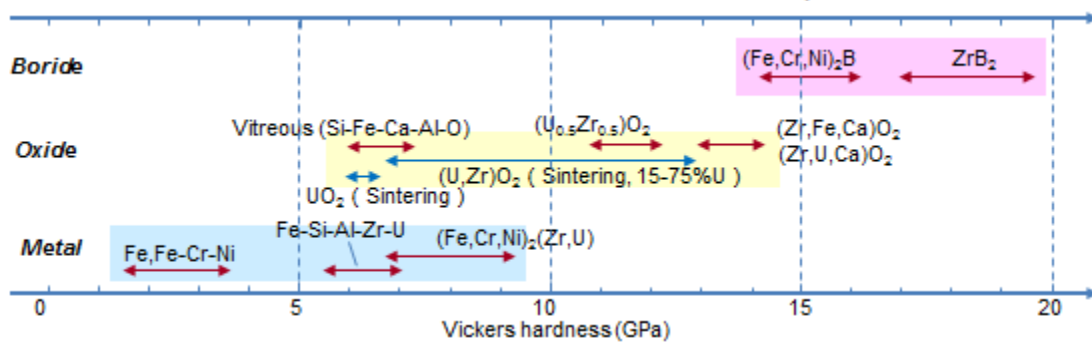 Boride
(Fe,Cr,Ni)₂B
ZrB₂
Oxide
Vitreous (Si-Fe-Ca-Al-O)
(U₀.₅Zr₀.₅)O₂
(Zr,Fe,Ca)O₂
(Zr,U,Ca)O₂
(U,Zr)O₂ ( Sintering, 15-75%U )
UO₂ ( Sintering )
Metal
Fe,Fe-Cr-Ni
Fe-Si-Al-Zr-U
(Fe,Cr,Ni)₂(Zr,U)
0 5 10 15 20
Vickers hardness (GPa)